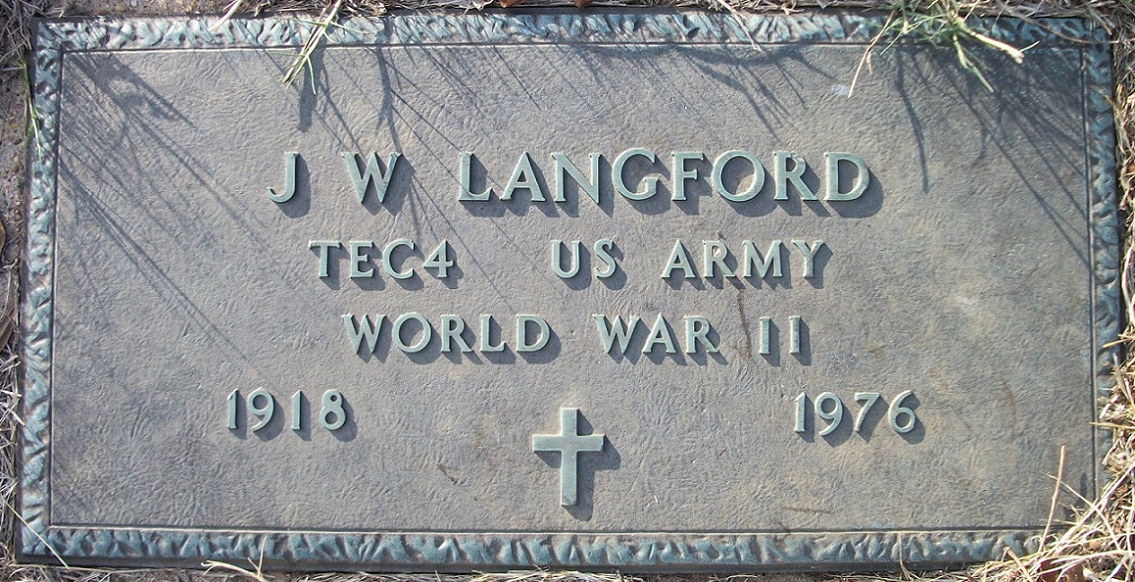 J W LANGFORD
TEC4 US ARMY
WORLD WAR II
1918 1976